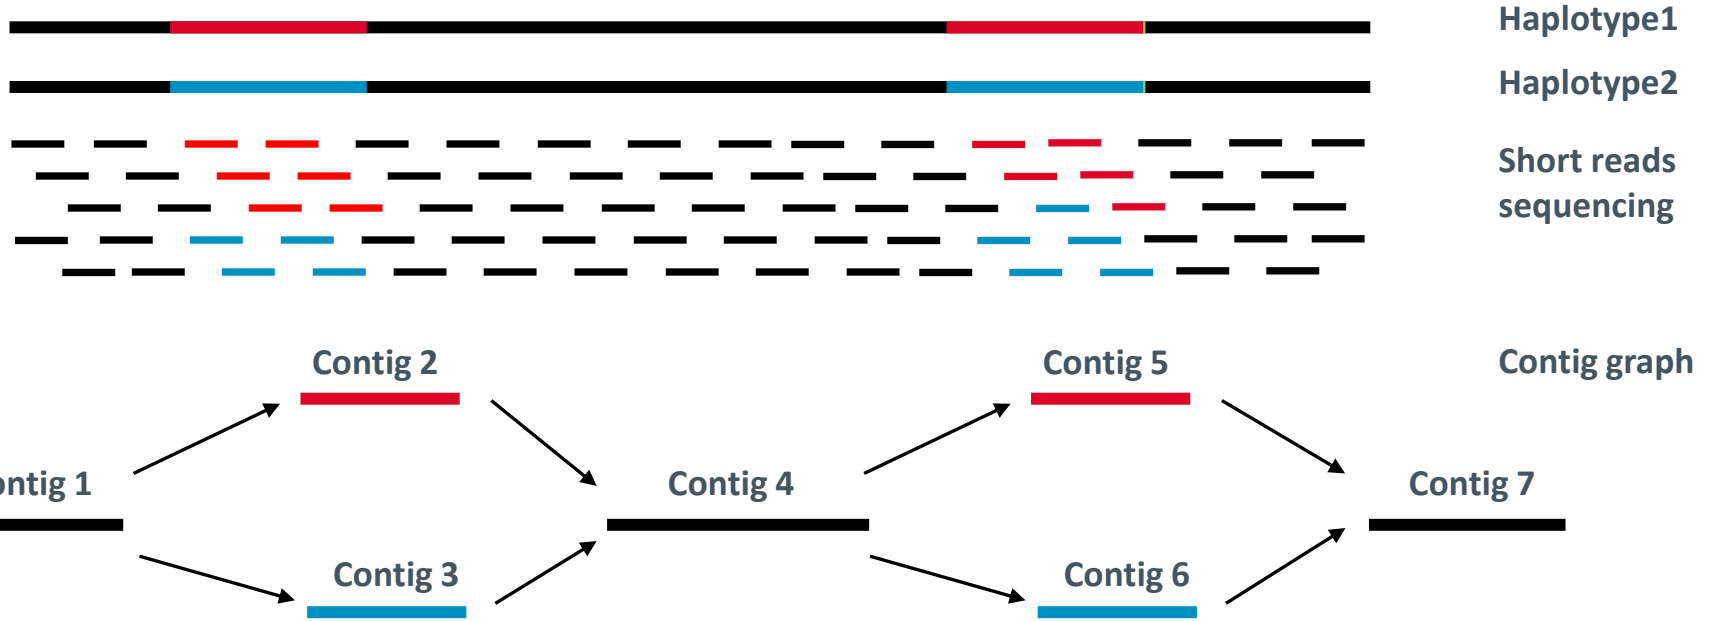 Haplotype1
Haplotype2
Short reads
sequencing
Contig 2
Contig 5
Contig graph
ontig 1
Contig 4
Contig 7
Contig 3
Contig 6